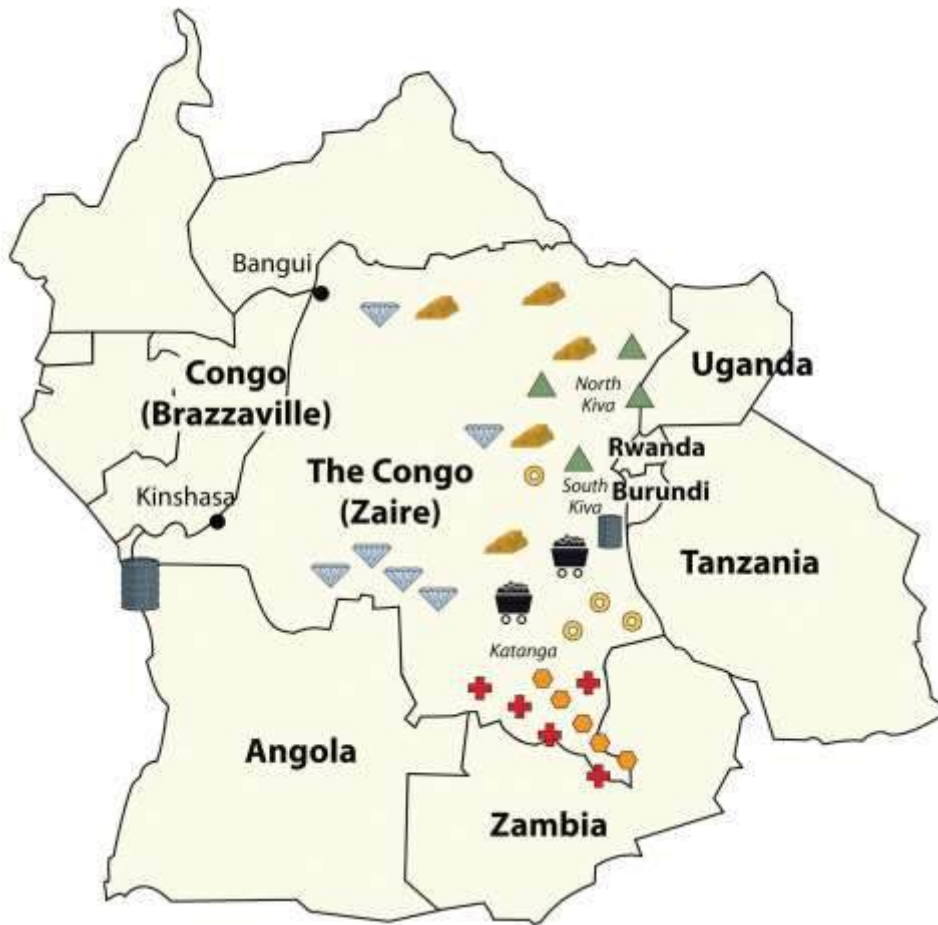 Bangui
Congo
(Brazzaville)
Uganda
North
Kiva
Rwanda
The Congo
(Zaire)
South
Kiva
Burundi
Kinshasa
Tanzania
Katanga
Angola
Zambia